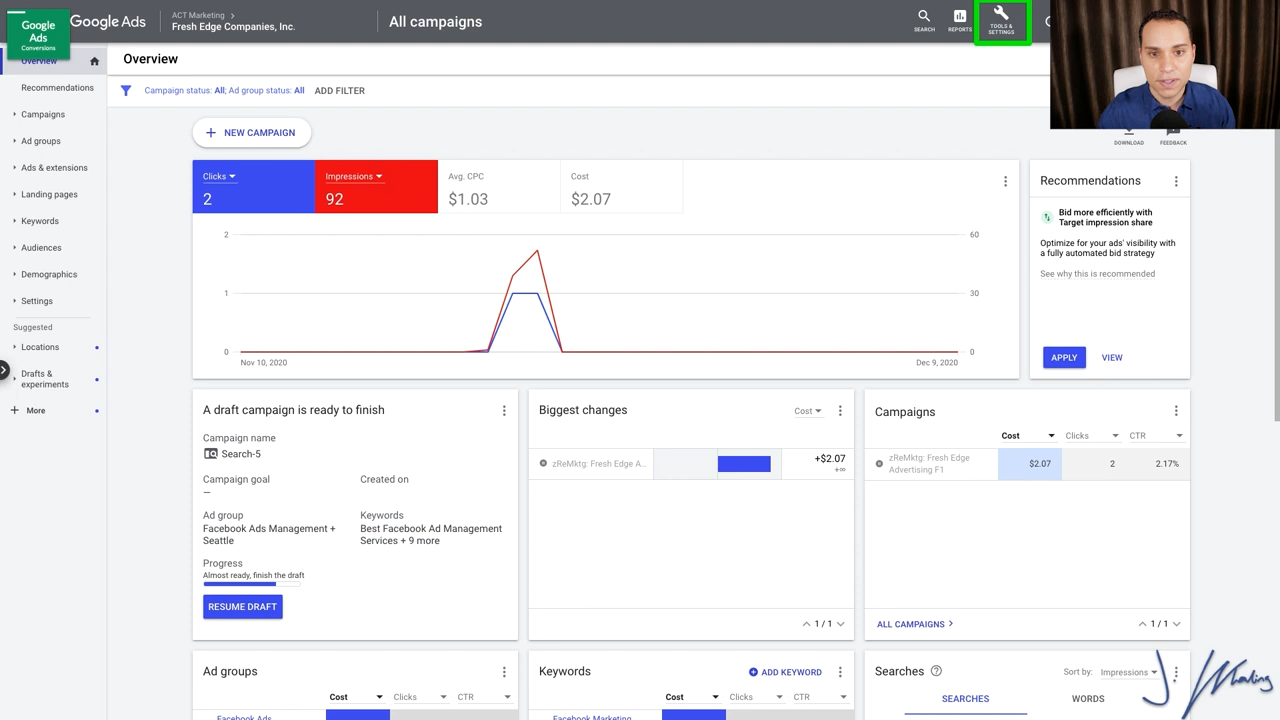 Google
Ads
Conversions
Google Ads
ACT Marketing
Fresh Edge Companies, Inc.
All campaigns
SEARCH
REPORTS
TOOLS &
SETTINGS
Overview
Recommendations
Campaigns
Ad groups
Ads & extensions
Landing pages
Keywords
Audiences
Demographics
Settings
Suggested
Locations
Drafts &
experiments
More
Overview
Campaign status: All; Ad group status: All
ADD FILTER
DOWNLOAD
FEEDBACK
NEW CAMPAIGN
Clicks
2
Impressions
92
Avg. CPC
$1.03
Cost
$2.07
2
1
0
60
30
0
Nov 10, 2020
Dec 9, 2020
Recommendations
Bid more efficiently with
Target impression share
Optimize for your ads' visibility with
a fully automated bid strategy
See why this is recommended
APPLY
VIEW
A draft campaign is ready to finish
Campaign name
Search-5
Campaign goal
—
Created on
Ad group
Facebook Ads Management +
Seattle
Keywords
Best Facebook Ad Management
Services + 9 more
Progress
Almost ready, finish the draft
RESUME DRAFT
Biggest changes
Cost
zReMktg: Fresh Edge A...
+$2.07
+∞
1 / 1
Campaigns
Cost
Clicks
CTR
zReMktg: Fresh Edge
Advertising F1
$2.07
2
2.17%
ALL CAMPAIGNS
1 / 1
Ad groups
Cost
Clicks
CTR
Facebook Ads
Keywords
ADD KEYWORD
Cost
Clicks
CTR
Facebook Marketing
Searches
Sort by: Impressions
SEARCHES
WORDS